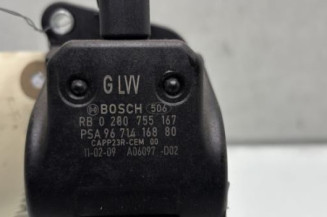 G LVV
BOSCH 506
RB 0 280 755 167
PSA 96 714 168 80
CAPP23R-CEM 00
11-02-09 A06097 -D02